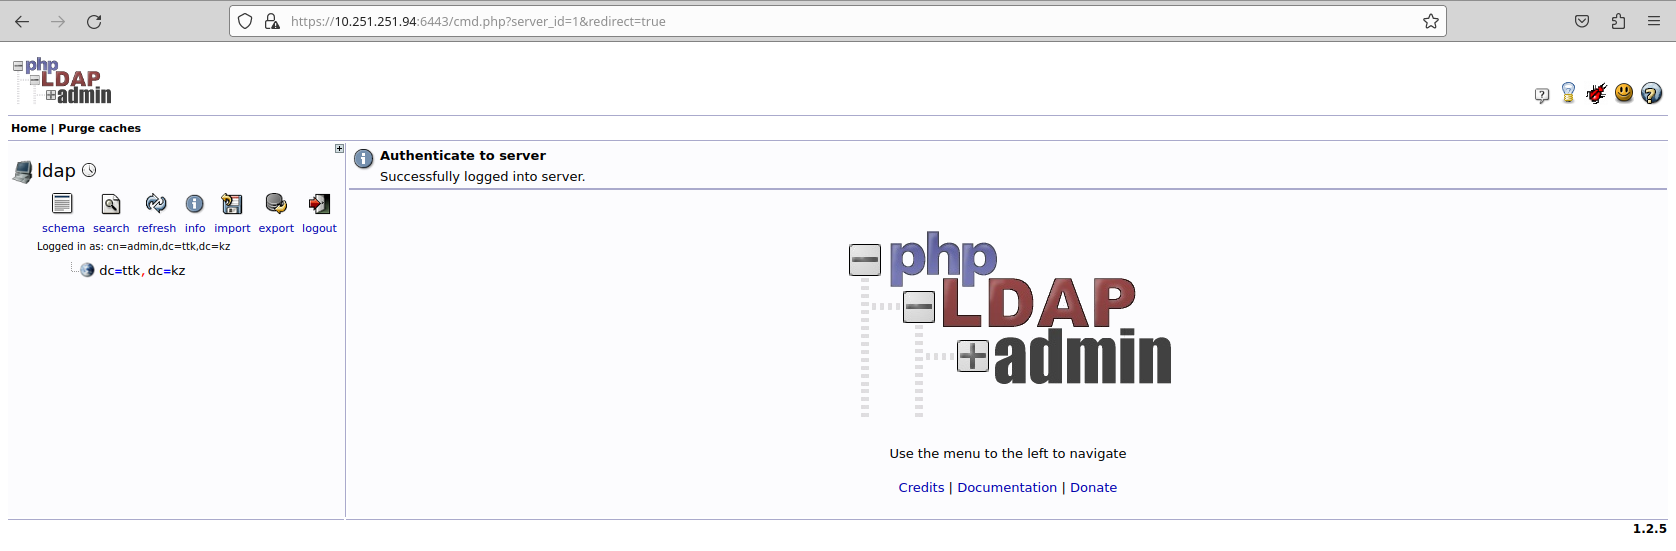 https://10.251.251.94:6443/cmd.php?server_id=1&redirect=true
php
LDAP
admin
Home | Purge caches
ldap
schema search refresh info import export logout
Logged in as: cn=admin,dc=ttk,dc=kz
dc=ttk,dc=kz
Authenticate to server
Successfully logged into server.
php
LDAP
admin
Use the menu to the left to navigate
Credits | Documentation | Donate
1.2.5